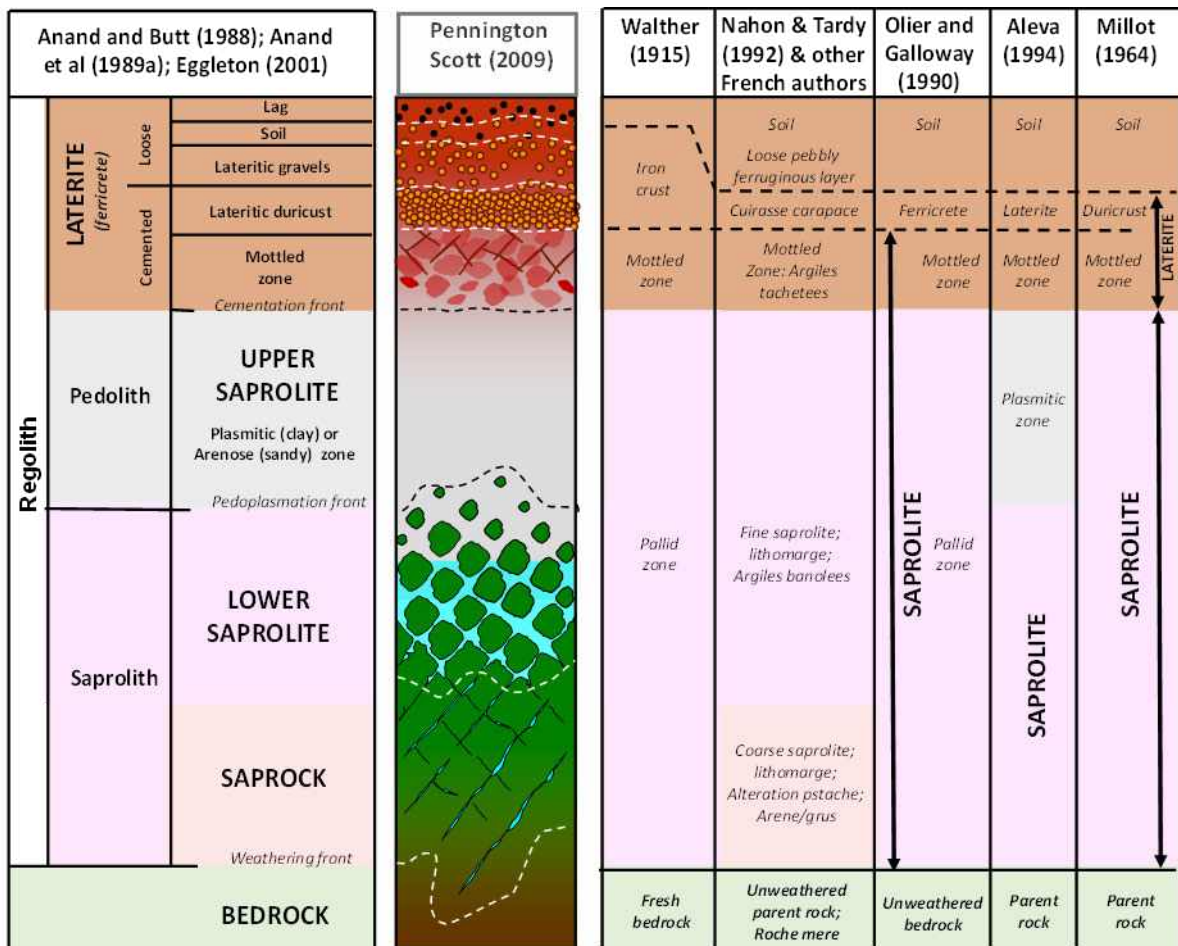 Anand and Butt (1988); Anand
et al (1989a); Eggleton (2001)
Pennington
Scott (2009)
Walther
(1915)
Nahon & Tardy
(1992) & other
French authors
Olier and
Galloway
(1990)
Aleva
(1994)
Millot
(1964)
Regolith
LATERITE
(ferricrete)
Loose
Cemented
Lag
Soil
Lateritic gravels
Lateritic duricust
Mottled
zone
Cementation front
Pedolith
UPPER
SAPROLITE
Plasmitic (clay) or
Arenose (sandy) zone
Pedoplasmation front
Saprolith
LOWER
SAPROLITE
SAPROCK
Weathering front
BEDROCK
Iron
crust
Mottled
zone
Pallid
zone
Fresh
bedrock
Soil
Loose pebbly
ferruginous layer
Cuirasse carapace
Mottled
Zone: Argiles
tachetees
Fine saprolite;
lithomarge;
Argiles banolees
Coarse saprolite;
lithomarge;
Alteration pstache;
Arene/grus
Unweathered
parent rock;
Roche mere
Soil
Ferricrete
Mottled
zone
SAPROLITE
Pallid
zone
Unweathered
bedrock
Soil
Laterite
Mottled
zone
Plasmitic
zone
SAPROLITE
Parent
rock
Soil
Duricrust
Mottled
zone
LATERITE
SAPROLITE
Parent
rock